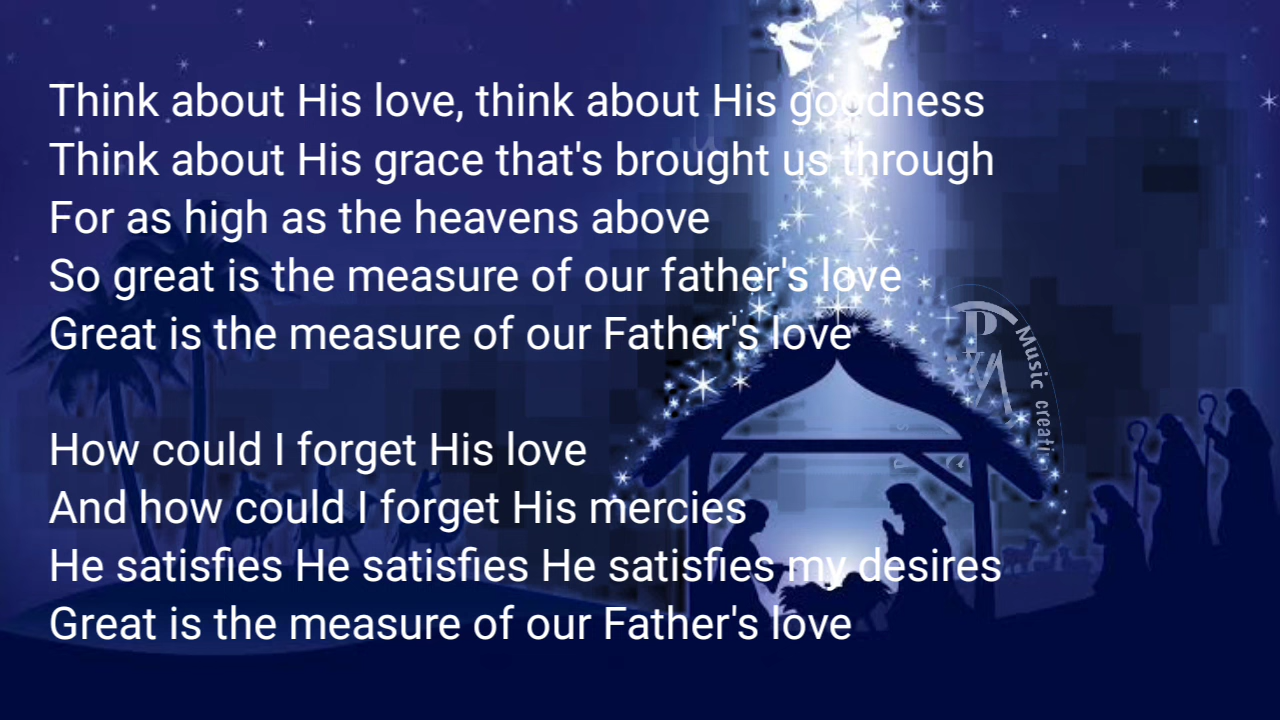 Think about His love, think about His goodness
Think about His grace that's brought us through
For as high as the heavens above
So great is the measure of our father's love
Great is the measure of our Father's love
How could I forget His love
And how could I forget His mercies
He satisfies He satisfies He satisfies my desires
Great is the measure of our Father's love
Music creati